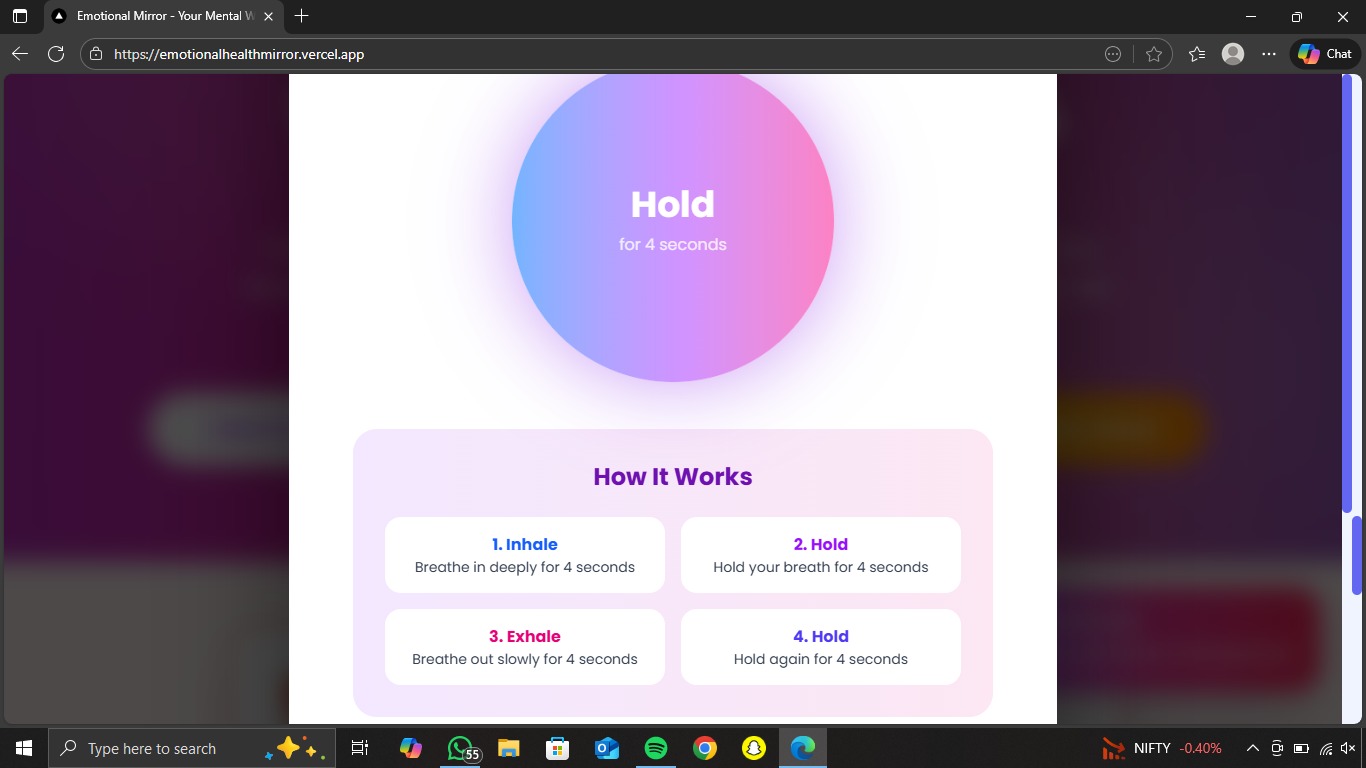 Emotional Mirror - Your Mental W
https://emotionalhealthmirror.vercel.app
Chat
Hold
for 4 seconds
How It Works
1. Inhale
Breathe in deeply for 4 seconds
2. Hold
Hold your breath for 4 seconds
3. Exhale
Breathe out slowly for 4 seconds
4. Hold
Hold again for 4 seconds
Type here to search
55
NIFTY -0.40%